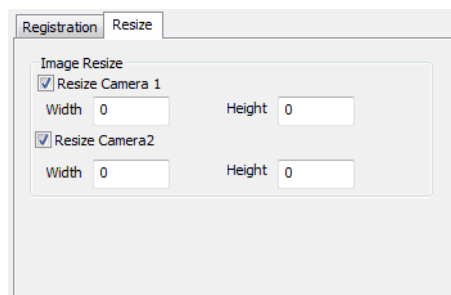 Registration Resize
Image Resize
Resize Camera 1
Width 0 Height 0
Resize Camera2
Width 0 Height 0